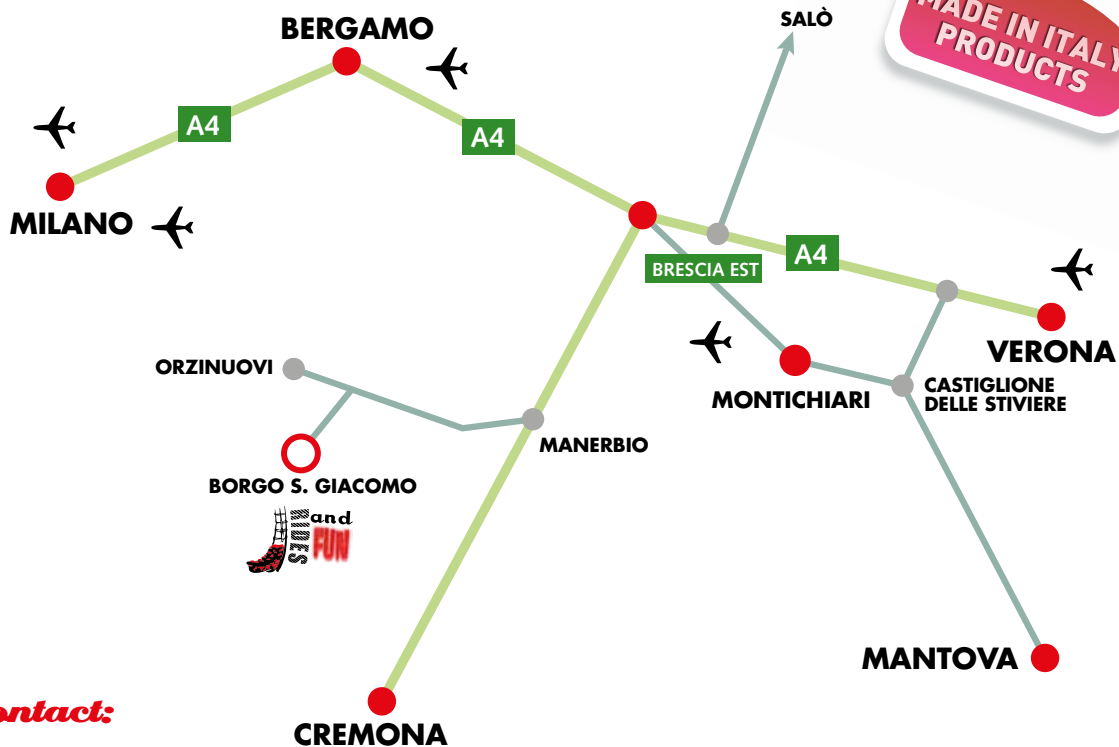 BERGAMO
SALÒ
MADE IN ITALY
PRODUCTS
A4
A4
MILANO
BRESCIA EST
A4
VERONA
ORZINUOVI
MONTICHIARI
CASTIGLIONE
DELLE STIVIERE
MANERBIO
BORGO S. GIACOMO
RIDES
and
FUN
MANTOVA
ontact:
CREMONA